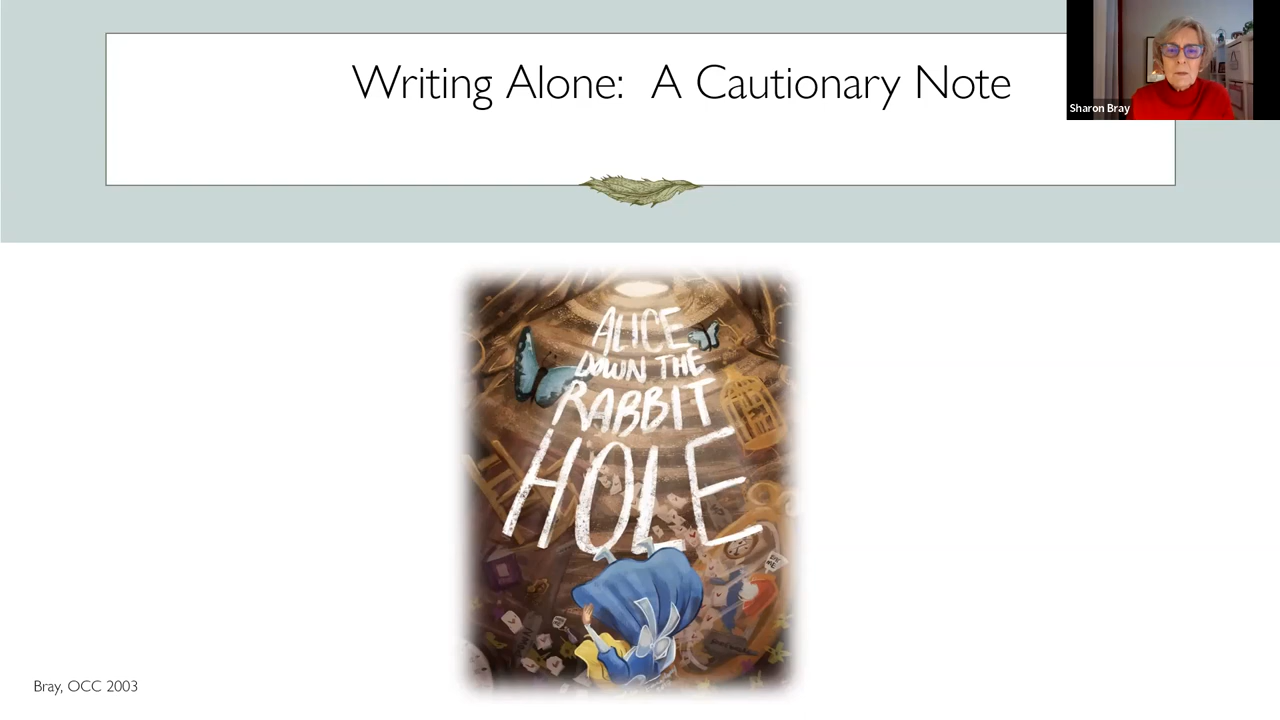 Writing Alone:  A Cautionary Note
Sharon Bray
ALICE
DOWN THE
RABBIT
HOLE
Bray, OCC 2003